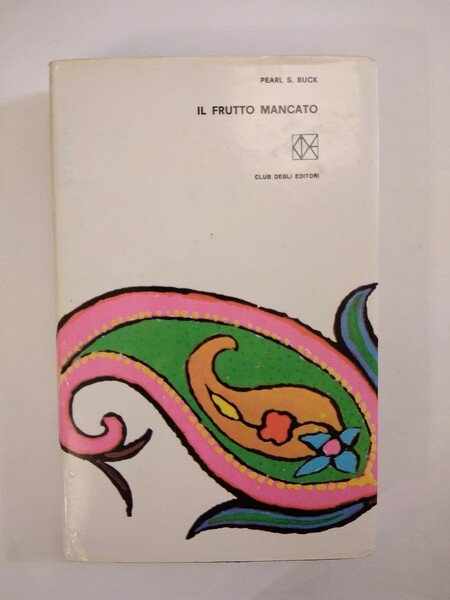 PEARL S. BUCK
IL FRUTTO MANCATO
CLUB DEGLI EDITORI